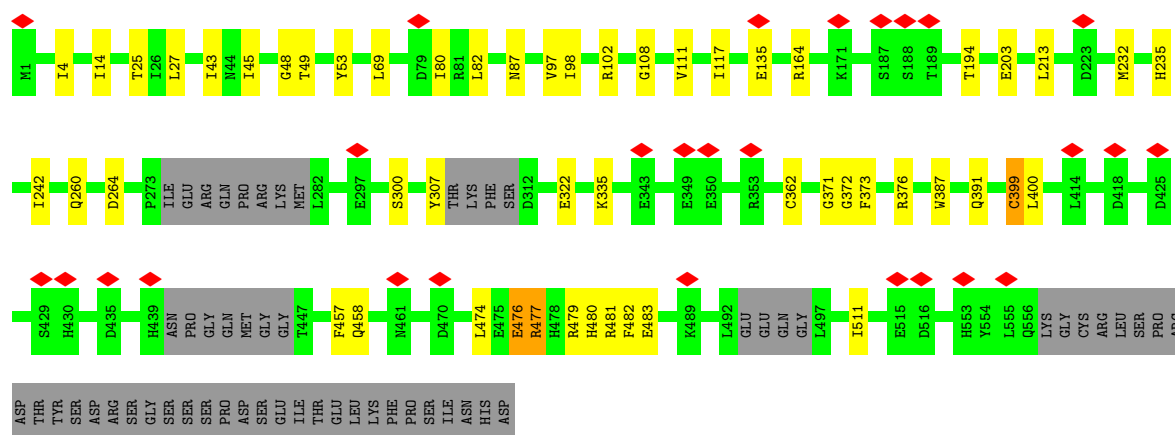 M1 I4 I14 T25 I26 L27 I43 N44 I45 G48 T49 Y53 L69 D79 I80 R81 L82 N87 V97 I98 R102 G108 V111 I117 E135 R164 K171 S187 S188 T189 T194 E203 L213 D223 M232 H235
I242 Q260 D264 P273 ILE GLU ARG GLN PRO ARG LYS MET L282 E297 S300 Y307 THR LYS PHE SER D312 E322 K335 E343 E349 E350 R353 C362 G371 G372 F373 R376 W387 Q391 C399 L400 L414 D418 D425
S429 H430 D435 H439 ASN PRO GLY GLN MET GLY GLY T447 F457 Q458 N461 D470 L474 E475 E476 R477 H478 R479 H480 R481 F482 E483 K489 L492 GLU GLU GLN GLY L497 I511 E515 D516 H553 Y554 L555 Q556 LYS GLY CYS ARG LEU SER PRO ARG
ASP THR TYR SER ASP ARG SER GLY SER SER SER PRO ASP SER GLU ILE THR GLU LEU LYS PHE PRO SER ILE ASN HIS ASP